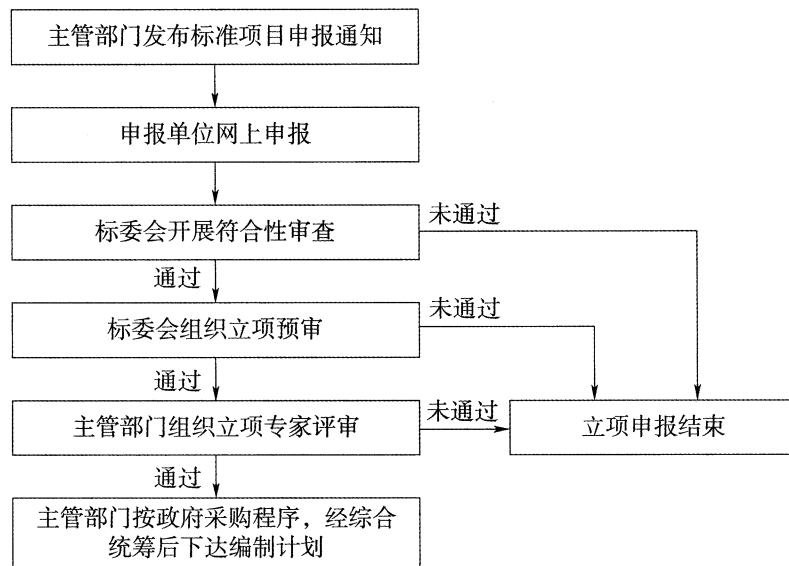 主管部门发布标准项目申报通知
申报单位网上申报
标委会开展符合性审查
未通过
通过
标委会组织立项预审
未通过
通过
主管部门组织立项专家评审
未通过
立项申报结束
通过
主管部门按政府采购程序，经综合
统筹后下达编制计划